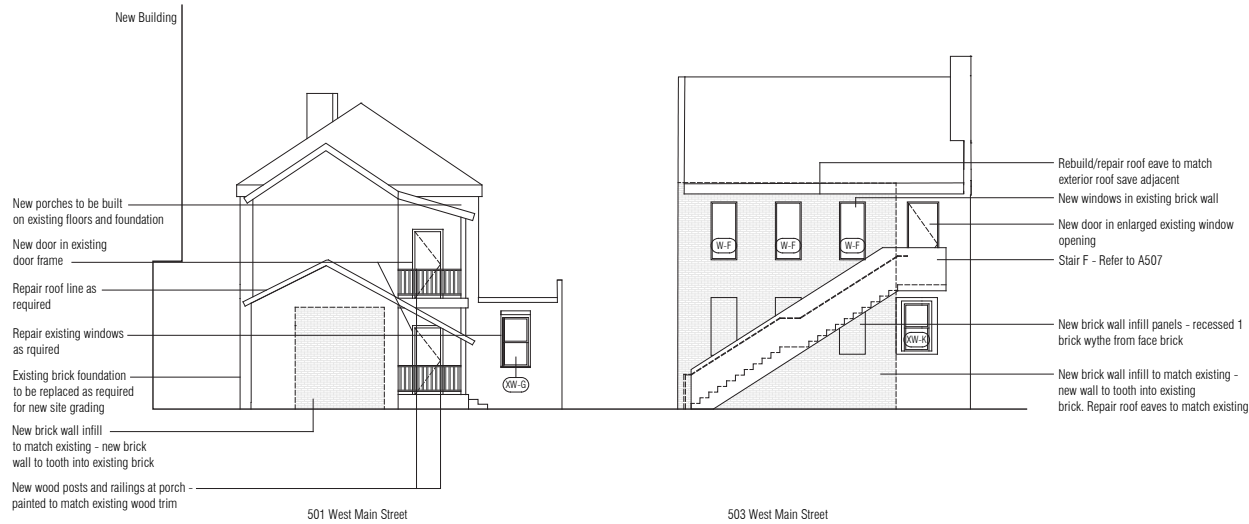 New Building
New porches to be built
on existing floors and foundation
New door in existing
door frame
Repair roof line as
required
Repair existing windows
as rquired
Existing brick foundation
to be replaced as required
for new site grading
New brick wall infill
to match existing - new brick
wall to tooth into existing brick
New wood posts and railings at porch -
painted to match existing wood trim
XW-G
501 West Main Street
W-F
W-F
W-F
XW-K
Rebuild/repair roof eave to match
exterior roof save adjacent
New windows in existing brick wall
New door in enlarged existing window
opening
Stair F - Refer to A507
New brick wall infill panels - recessed 1
brick wythe from face brick
New brick wall infill to match existing -
new wall to tooth into existing
brick. Repair roof eaves to match existing
503 West Main Street